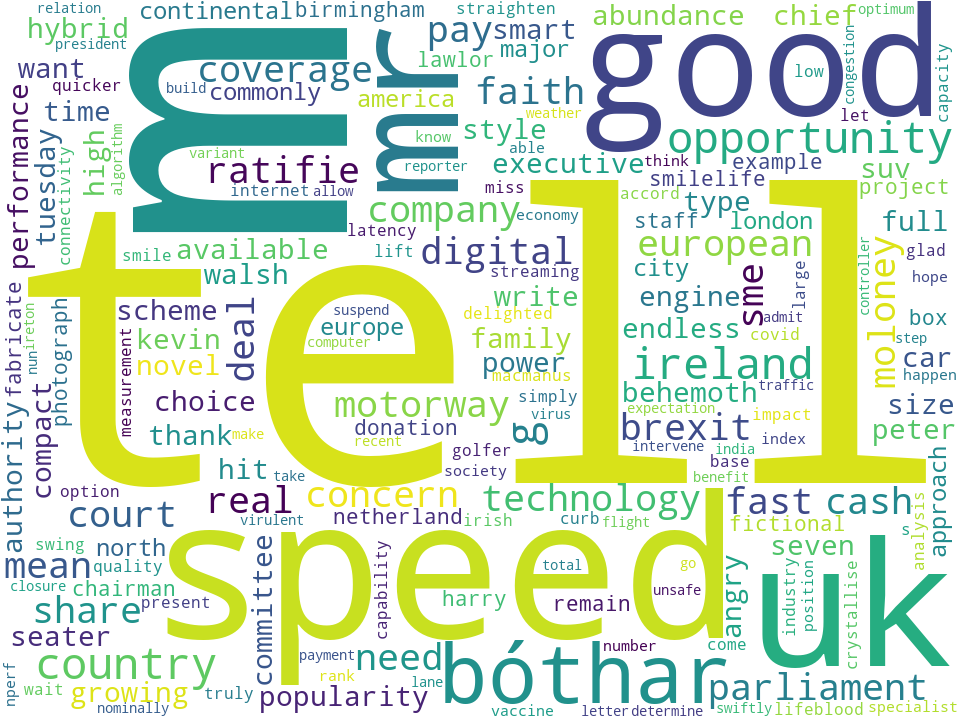 relation
president
continental
birmingham
straighten
abundance
chief
optimum
hybrid
pay
smart
lawlor
major
m
mr
good
want
quicker
build
coverage
commonly
america
faith
low
congestion
capacity
time
variant
ratifie
internet
allow
know
reporter
style
weather
able
opportunity
let
performance
tuesday
high
algorithm
connectivity
executive
think
example
miss
smilelife
accord
suv
project
company
economy
type
staff
london
full
latency
smile
available
lift
digital
streaming
european
glad
walsh
write
city
engine
sme
large
controller
hope
tell
scheme
suspend
europe
computer
delighted
family
endless
admit
covid
moloney
box
step
fabricate
nun
ireton
photograph
kevin
novel
deal
power
macmanus
ireland
traffic
car
happen
measurement
choice
motorway
simply
virus
behemoth
expectation
impact
size
compact
authority
thank
make
donation
recent
g
brexit
intervene
india
index
peter
hit
take
golfer
society
base
benefit
option
real
concern
technology
fast
cash
approach
court
virulent
netherland
irish
curb
flight
fictional
s
analysis
swing
north
mean
quality
speed
seven
uk
closure
chairman
present
committee
capability
total
unsafe
go
angry
industry
position
crystallise
share
harry
remain
seater
number
come
country
payment
rank
need
bóthar
parliament
nperf
wait
growing
truly
popularity
lane
vaccine
letter
determine
swiftly
lifeblood
specialist
nominally